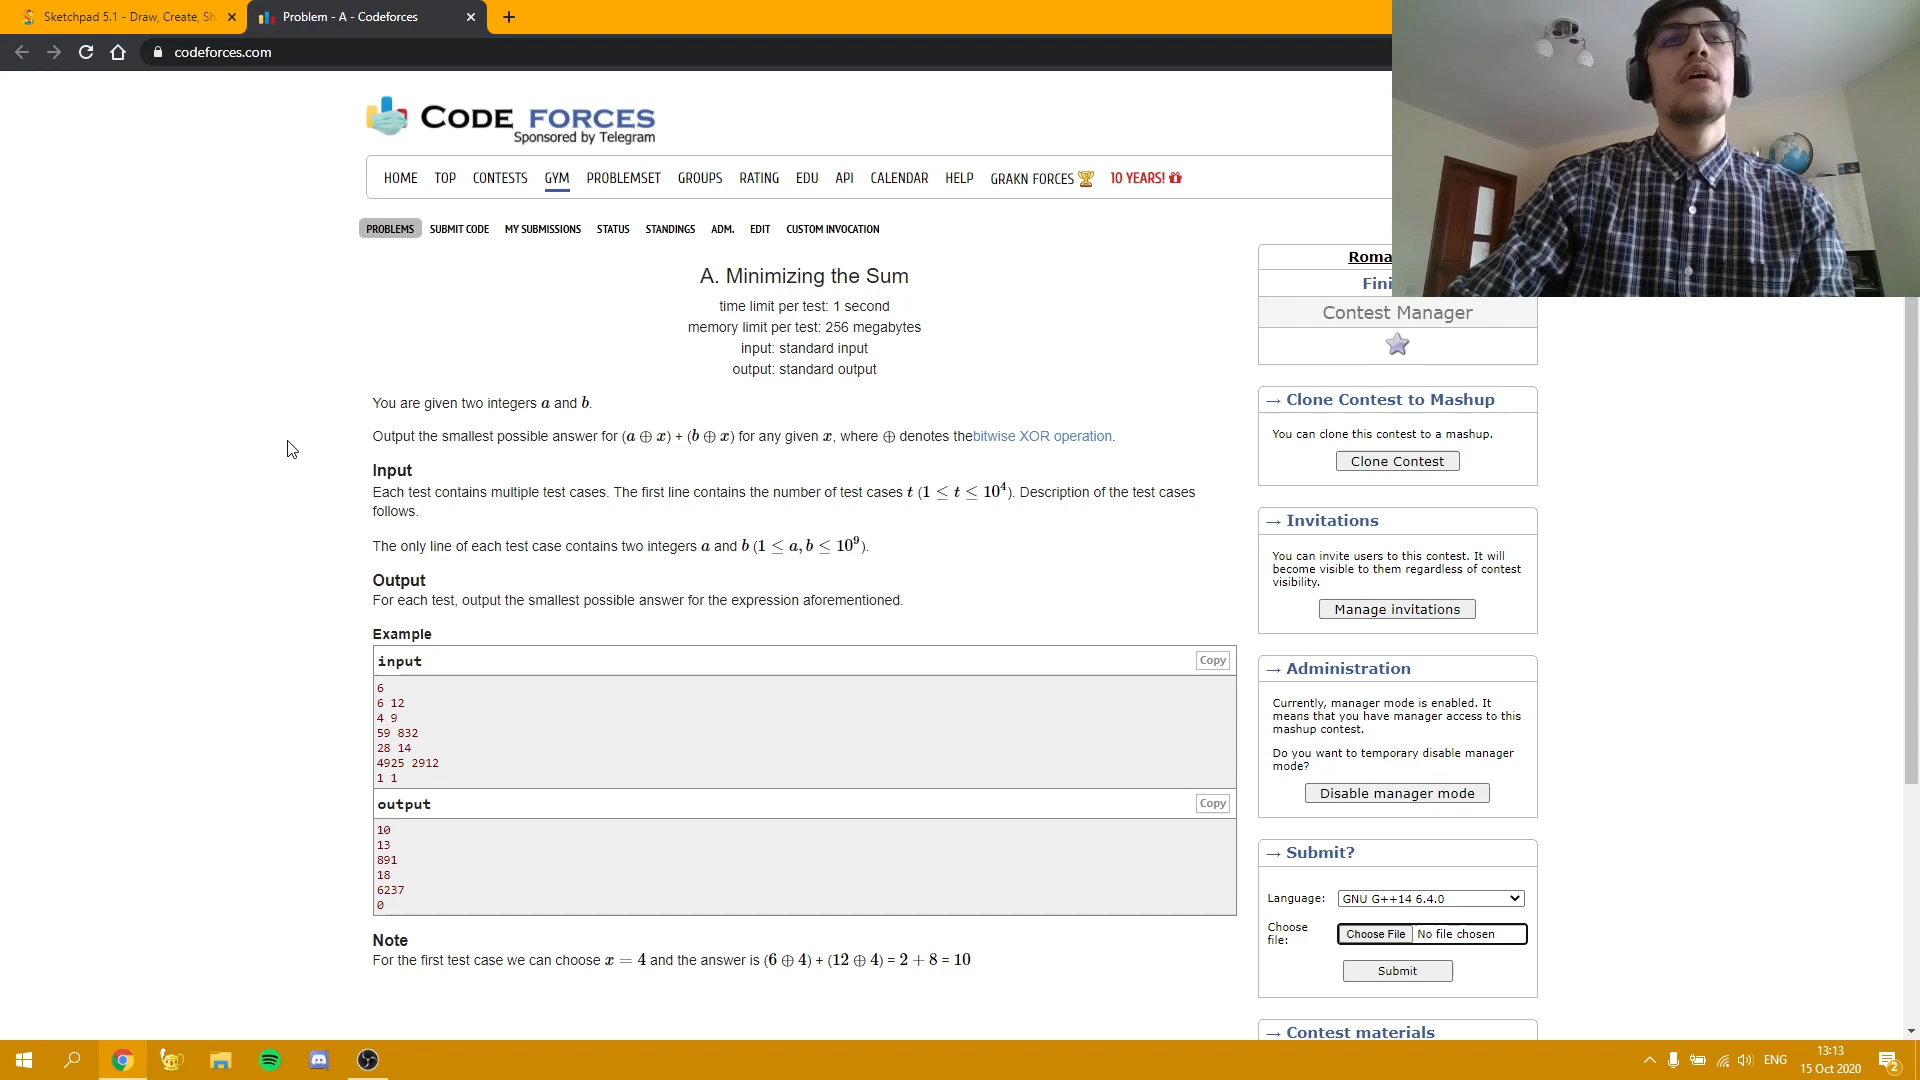 Sketchpad 5.1 - Draw, Create, Sh
Problem - A - Codeforces
codeforces.com
CODE FORCES
Sponsored by Telegram
HOME TOP CONTESTS GYM PROBLEMSET GROUPS RATING EDU API CALENDAR HELP GRAKN FORCES 10 YEARS!
PROBLEMS SUBMIT CODE MY SUBMISSIONS STATUS STANDINGS ADM. EDIT CUSTOM INVOCATION
A. Minimizing the Sum
time limit per test: 1 second
memory limit per test: 256 megabytes
input: standard input
output: standard output
You are given two integers a and b.
Output the smallest possible answer for (a ⊕ x) + (b ⊕ x) for any given x, where ⊕ denotes thebitwise XOR operation.
Input
Each test contains multiple test cases. The first line contains the number of test cases t (1 ≤ t ≤ 10^4). Description of the test cases
follows.
The only line of each test case contains two integers a and b (1 ≤ a, b ≤ 10^9).
Output
For each test, output the smallest possible answer for the expression aforementioned.
Example
input
Copy
6
6 12
4 9
59 832
28 14
4925 2912
1 1
output
Copy
10
13
891
18
6237
0
Note
For the first test case we can choose x = 4 and the answer is (6 ⊕ 4) + (12 ⊕ 4) = 2 + 8 = 10
Roma
Fini
Contest Manager
→ Clone Contest to Mashup
You can clone this contest to a mashup.
Clone Contest
→ Invitations
You can invite users to this contest. It will
become visible to them regardless of contest
visibility.
Manage invitations
→ Administration
Currently, manager mode is enabled. It
means that you have manager access to this
mashup contest.
Do you want to temporary disable manager
mode?
Disable manager mode
→ Submit?
Language: GNU G++14 6.4.0
Choose
file:
Choose File No file chosen
Submit
→ Contest materials
ENG
13:13
15 Oct 2020
2